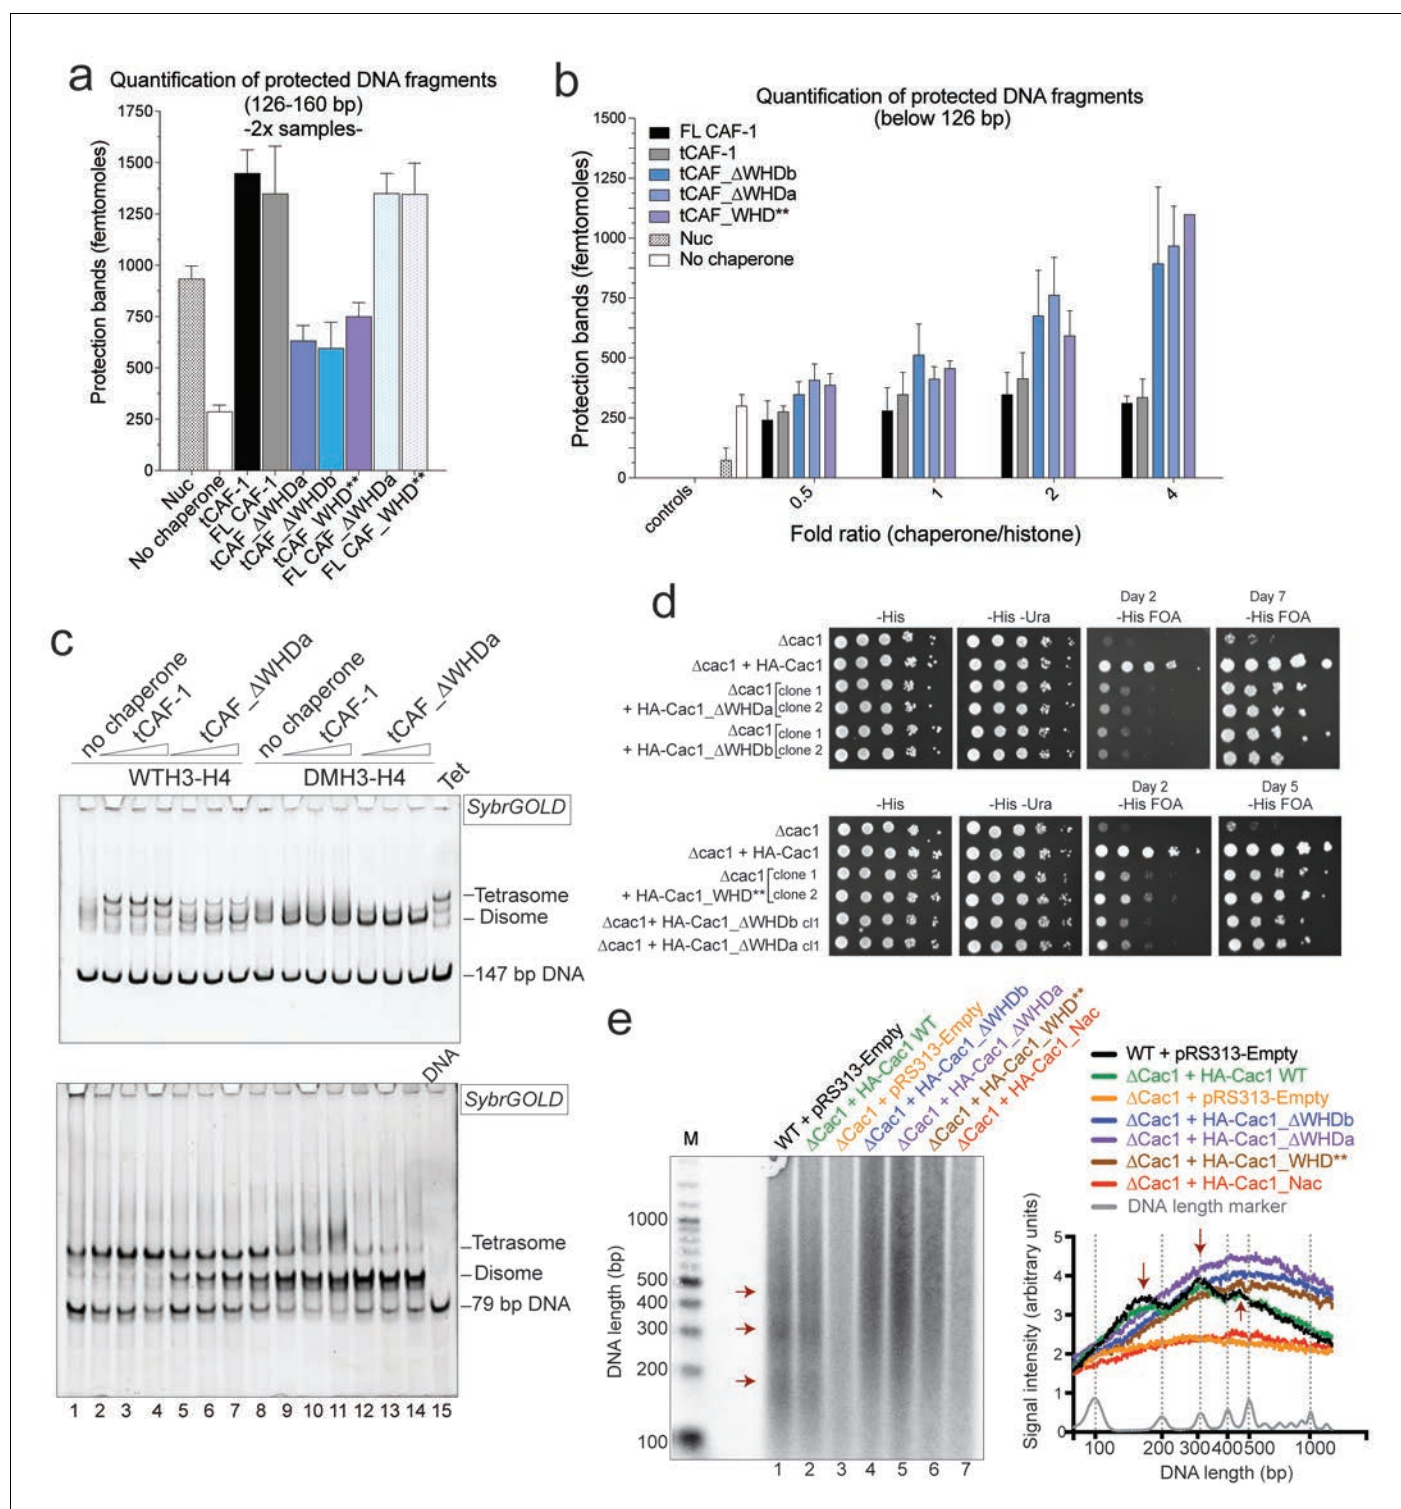 a
Quantification of protected DNA fragments
(126-160 bp)
-2x samples-
Protection bands (femtomoles)
1750
1500
1250
1000
750
500
250
0
Nuc
No chaperone
tCAF-1
FL CAF-1
tCAF_ΔWHDa
tCAF_ΔWHDb
tCAF_WHD**
FL CAF_ΔWHDa
FL CAF_WHD**
b
Quantification of protected DNA fragments
(below 126 bp)
Protection bands (femtomoles)
1500
1250
1000
750
500
250
0
FL CAF-1
tCAF-1
tCAF_ΔWHDb
tCAF_ΔWHDa
tCAF_WHD**
Nuc
No chaperone
controls
0.5
1
2
4
Fold ratio (chaperone/histone)
c
no chaperone
tCAF-1
tCAF_ΔWHDa
no chaperone
tCAF-1
tCAF_ΔWHDa
WTH3-H4
DMH3-H4
Tet
SybrGOLD
Tetrasome
Disome
147 bp DNA
DNA
SybrGOLD
Tetrasome
Disome
79 bp DNA
1 2 3 4 5 6 7 8 9 10 11 12 13 14 15
d
-His
-His -Ura
Day 2
-His FOA
Day 7
-His FOA
Δcac1
Δcac1 + HA-Cac1
Δcac1 clone 1
+ HA-Cac1_ΔWHDa clone 2
Δcac1 clone 1
+ HA-Cac1_ΔWHDb clone 2
-His
-His -Ura
Day 2
-His FOA
Day 5
-His FOA
Δcac1
Δcac1 + HA-Cac1
Δcac1 clone 1
+ HA-Cac1_WHD** clone 2
Δcac1+ HA-Cac1_ΔWHDb cl1
Δcac1 + HA-Cac1_ΔWHDa cl1
e
M
WT + pRS313-Empty
ΔCac1 + HA-Cac1 WT
ΔCac1 + pRS313-Empty
ΔCac1 + HA-Cac1_ΔWHDb
ΔCac1 + HA-Cac1_ΔWHDa
ΔCac1 + HA-Cac1_WHD**
ΔCac1 + HA-Cac1_Nac
DNA length (bp)
1000
500
400
300
200
100
1 2 3 4 5 6 7
WT + pRS313-Empty
ΔCac1 + HA-Cac1 WT
ΔCac1 + pRS313-Empty
ΔCac1 + HA-Cac1_ΔWHDb
ΔCac1 + HA-Cac1_ΔWHDa
ΔCac1 + HA-Cac1_WHD**
ΔCac1 + HA-Cac1_Nac
DNA length marker
Signal intensity (arbitrary units)
5
4
3
2
1
0
100 200 300 400 500 1000
DNA length (bp)